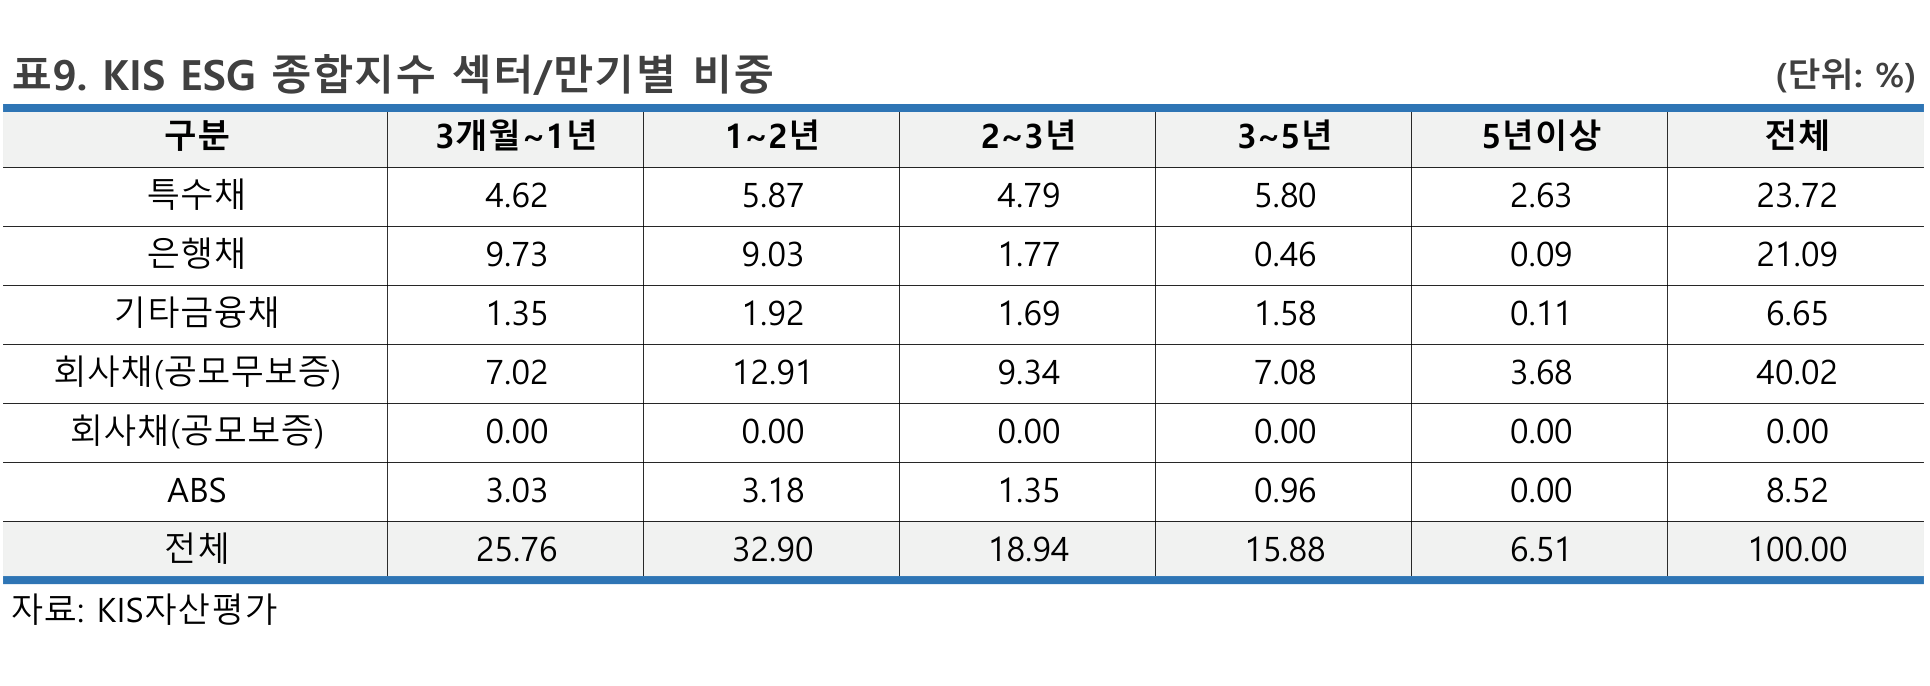 표9. KIS ESG 종합지수 섹터/만기별 비중 (단위: %)
구분 3개월~1년 1~2년 2~3년 3~5년 5년이상 전체
특수채 4.62 5.87 4.79 5.80 2.63 23.72
은행채 9.73 9.03 1.77 0.46 0.09 21.09
기타금융채 1.35 1.92 1.69 1.58 0.11 6.65
회사채(공모무보증) 7.02 12.91 9.34 7.08 3.68 40.02
회사채(공모보증) 0.00 0.00 0.00 0.00 0.00 0.00
ABS 3.03 3.18 1.35 0.96 0.00 8.52
전체 25.76 32.90 18.94 15.88 6.51 100.00
자료: KIS자산평가